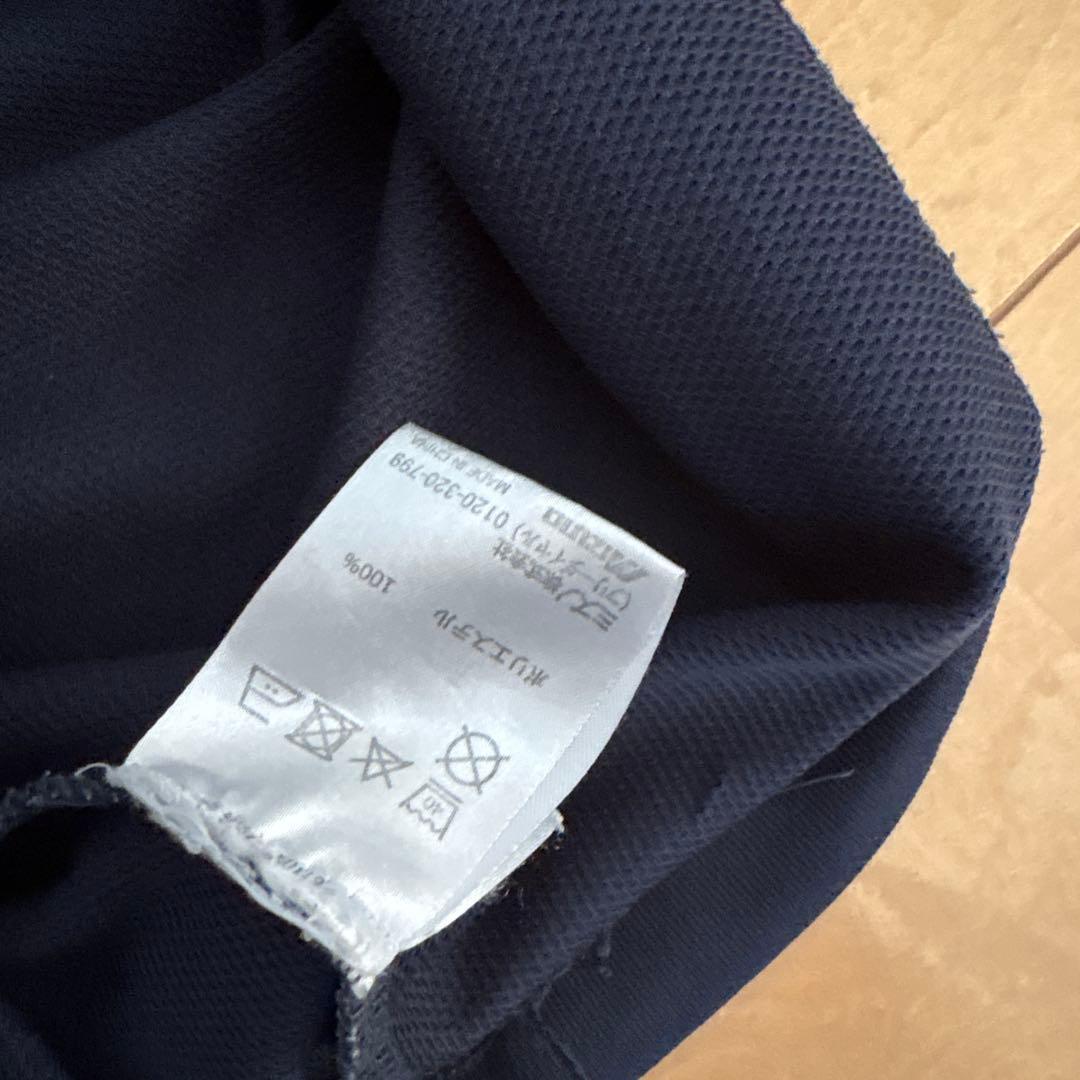 40
ポリエステル 100%
ミズノ株式会社
(フリーダイヤル) 0120-320-799
Mizuno MADE IN CHINA